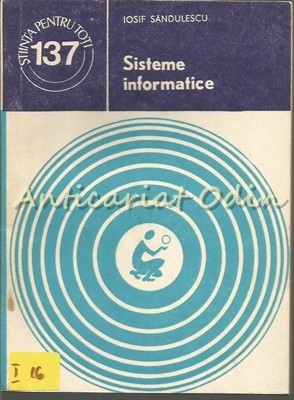 IOSIF SĂNDULESCU
ȘTIINȚA PENTRU TOȚI
137
Sisteme
informatice
Anticariat Odin
I 16